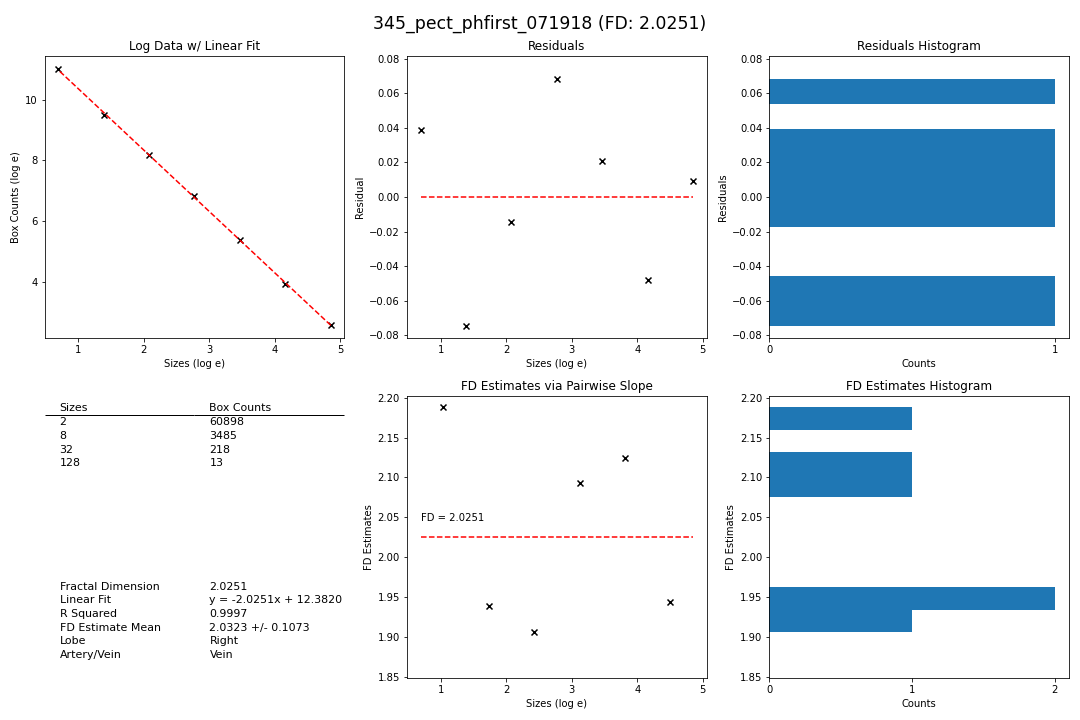 345_pect_phfirst_071918 (FD: 2.0251)
Log Data w/ Linear Fit
10
8
6
4
Box Counts (log e)
1 2 3 4 5
Sizes (log e)
Residuals
0.08
0.06
0.04
0.02
0.00
−0.02
−0.04
−0.06
−0.08
Residual
1 2 3 4 5
Sizes (log e)
Residuals Histogram
0.08
0.06
0.04
0.02
0.00
−0.02
−0.04
−0.06
−0.08
Residuals
0 1
Counts
Sizes Box Counts
2 60898
8 3485
32 218
128 13
Fractal Dimension 2.0251
Linear Fit y = -2.0251x + 12.3820
R Squared 0.9997
FD Estimate Mean 2.0323 +/- 0.1073
Lobe Right
Artery/Vein Vein
FD Estimates via Pairwise Slope
2.20
2.15
2.10
2.05
2.00
1.95
1.90
1.85
FD Estimates
FD = 2.0251
1 2 3 4 5
Sizes (log e)
FD Estimates Histogram
2.20
2.15
2.10
2.05
2.00
1.95
1.90
1.85
FD Estimates
0 1 2
Counts